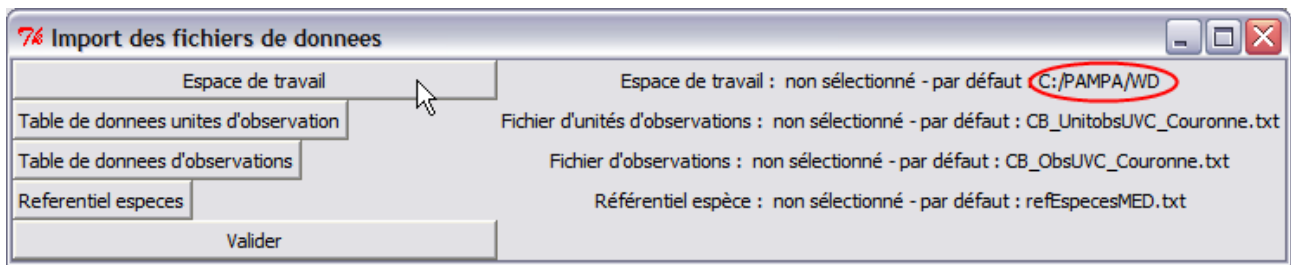 Import des fichiers de donnees
Espace de travail Espace de travail : non sélectionné - par défaut : C:/PAMPA/WD
Table de donnees unites d'observation Fichier d'unités d'observations : non sélectionné - par défaut : CB_UnitobsUVC_Couronne.txt
Table de donnees d'observations Fichier d'observations : non sélectionné - par défaut : CB_ObsUVC_Couronne.txt
Referentiel especes Référentiel espèce : non sélectionné - par défaut : refEspecesMED.txt
Valider